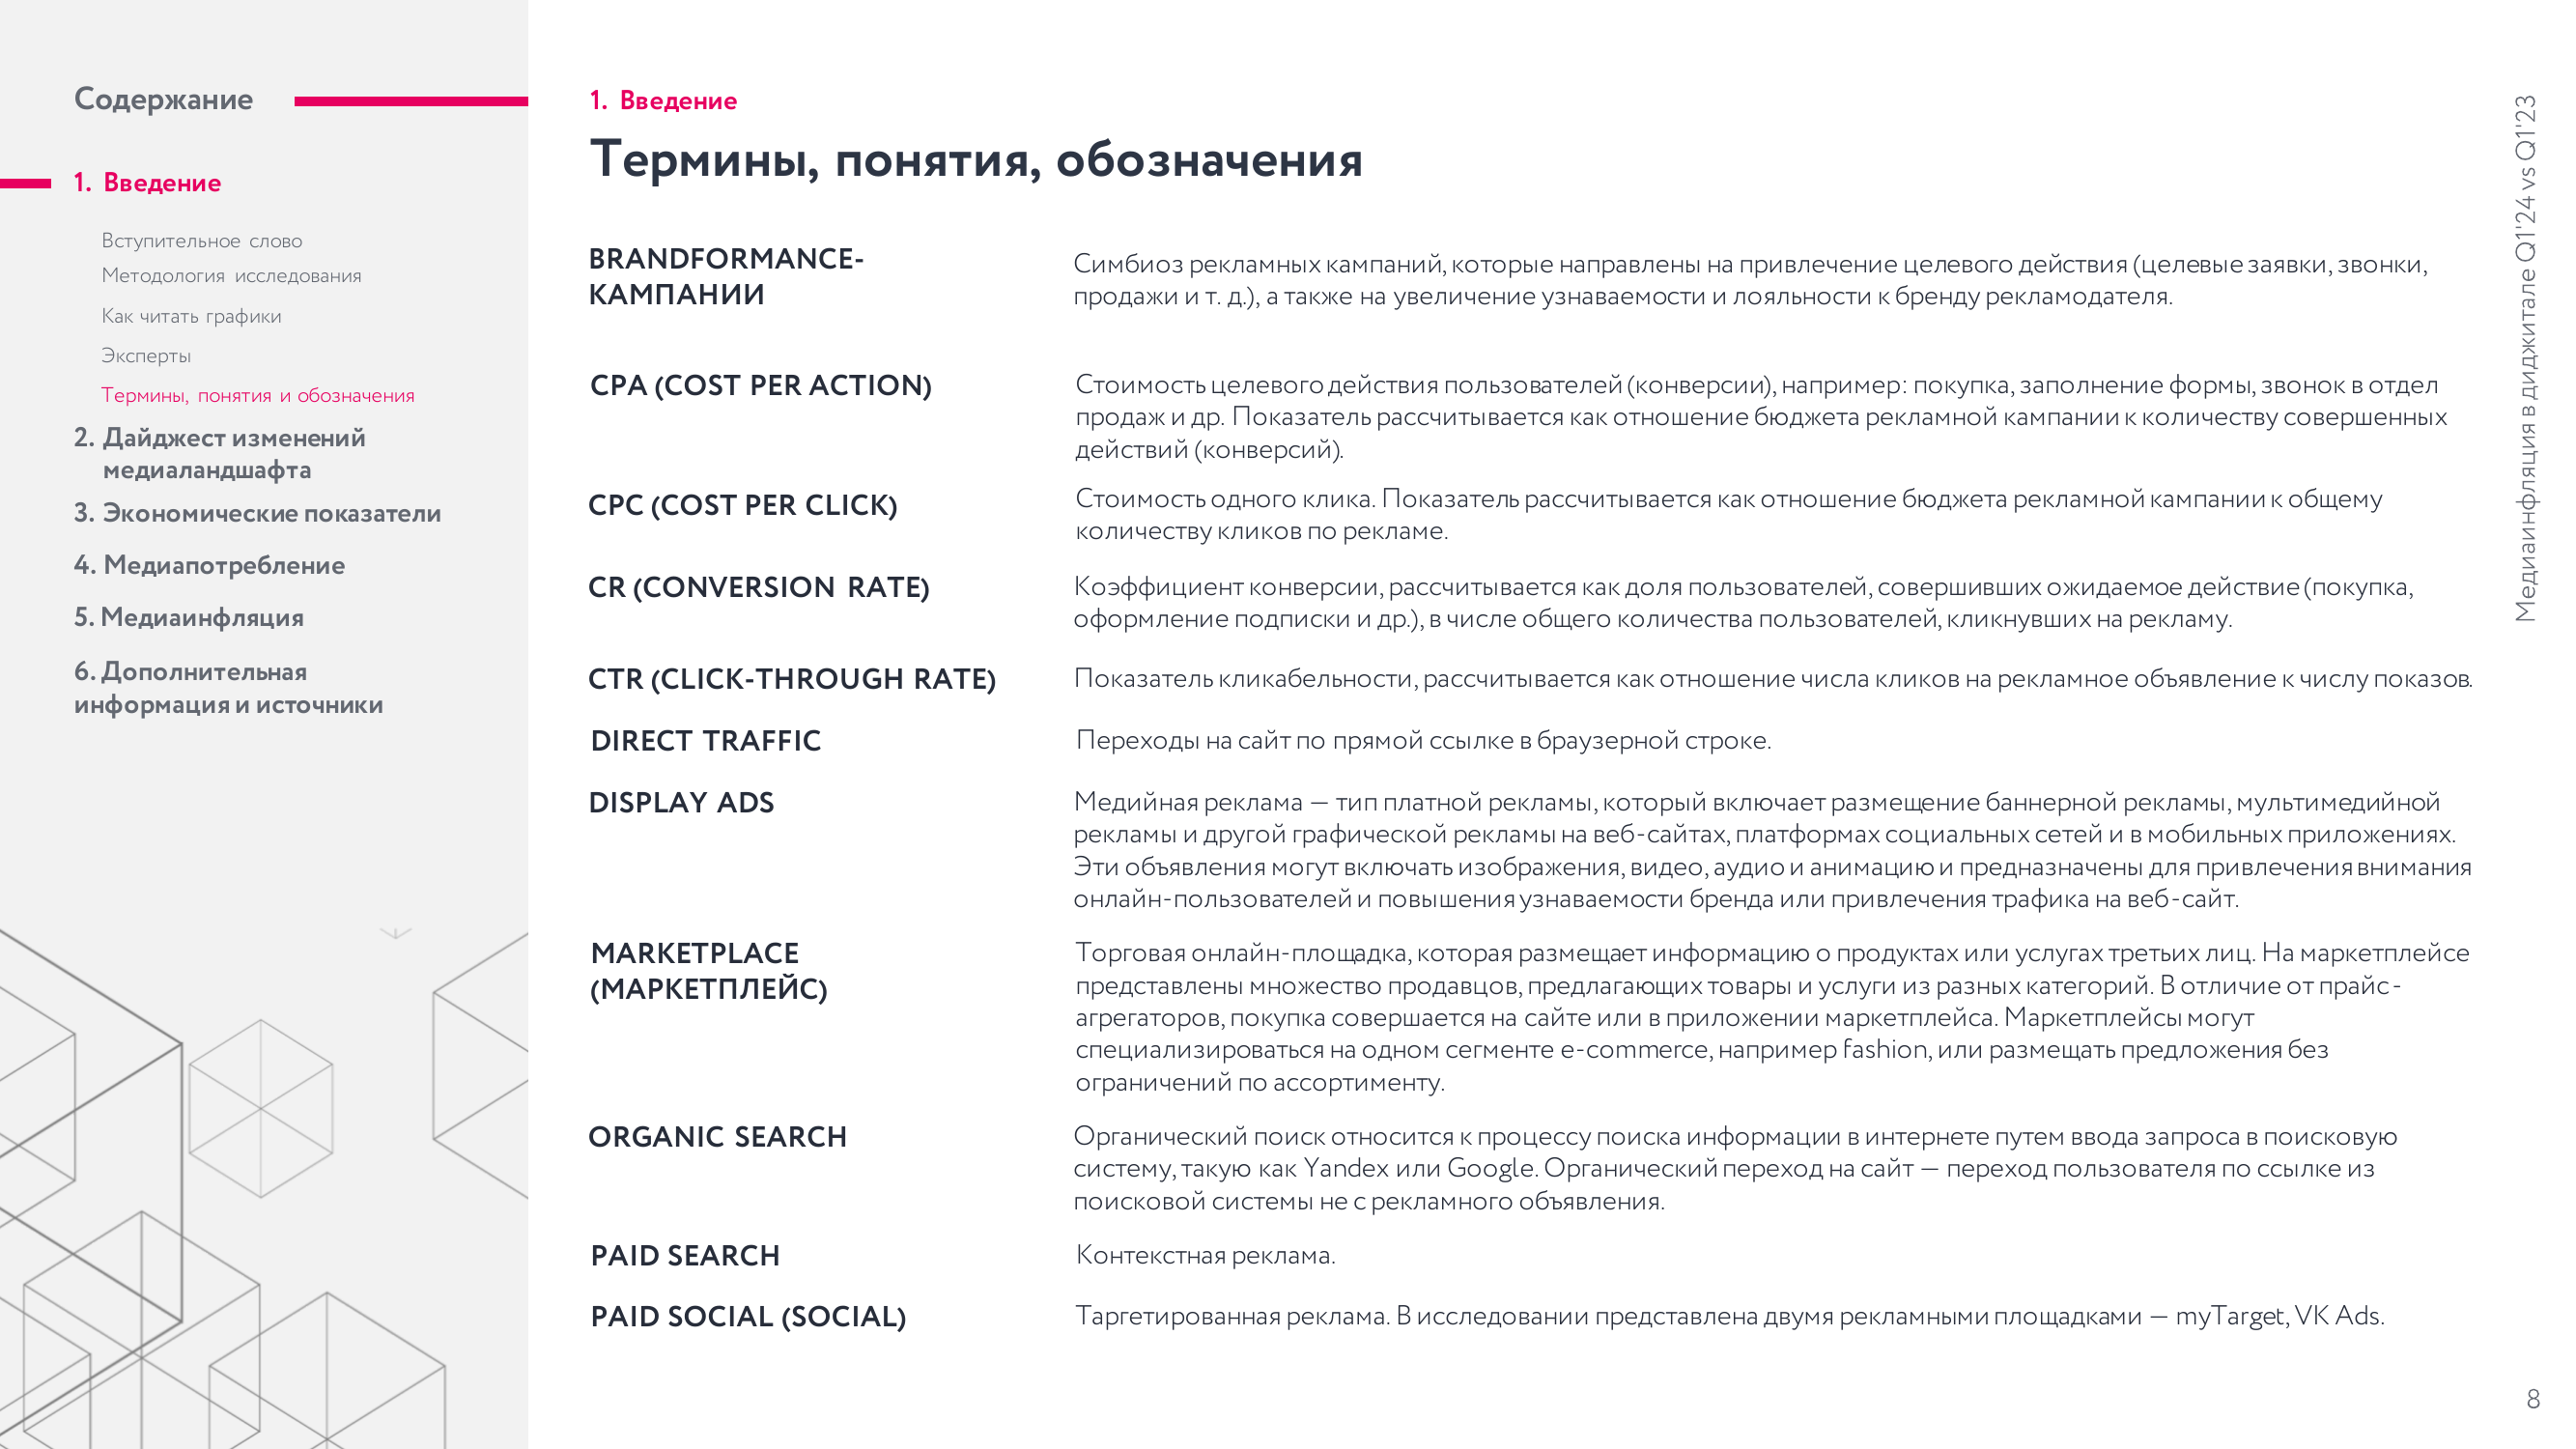 Содержание
1. Введение
Вступительное слово
Методология исследования
Как читать графики
Эксперты
Термины, понятия и обозначения
2. Дайджест изменений
медиаландшафта
3. Экономические показатели
4. Медиапотребление
5. Медиаинфляция
6. Дополнительная
информация и источники
1. Введение
Термины, понятия, обозначения
BRANDFORMANCE-
КАМПАНИИ
Симбиоз рекламных кампаний, которые направлены на привлечение целевого действия (целевые заявки, звонки,
продажи и т. д.), а также на увеличение узнаваемости и лояльности к бренду рекламодателя.
CPA (COST PER ACTION)
Стоимость целевого действия пользователей (конверсии), например: покупка, заполнение формы, звонок в отдел
продаж и др. Показатель рассчитывается как отношение бюджета рекламной кампании к количеству совершенных
действий (конверсий).
CPC (COST PER CLICK)
Стоимость одного клика. Показатель рассчитывается как отношение бюджета рекламной кампании к общему
количеству кликов по рекламе.
CR (CONVERSION RATE)
Коэффициент конверсии, рассчитывается как доля пользователей, совершивших ожидаемое действие (покупка,
оформление подписки и др.), в числе общего количества пользователей, кликнувших на рекламу.
CTR (CLICK-THROUGH RATE)
Показатель кликабельности, рассчитывается как отношение числа кликов на рекламное объявление к числу показов.
DIRECT TRAFFIC
Переходы на сайт по прямой ссылке в браузерной строке.
DISPLAY ADS
Медийная реклама — тип платной рекламы, который включает размещение баннерной рекламы, мультимедийной
рекламы и другой графической рекламы на веб-сайтах, платформах социальных сетей и в мобильных приложениях.
Эти объявления могут включать изображения, видео, аудио и анимацию и предназначены для привлечения внимания
онлайн-пользователей и повышения узнаваемости бренда или привлечения трафика на веб-сайт.
MARKETPLACE
(МАРКЕТПЛЕЙС)
Торговая онлайн-площадка, которая размещает информацию о продуктах или услугах третьих лиц. На маркетплейсе
представлены множество продавцов, предлагающих товары и услуги из разных категорий. В отличие от прайс-
агрегаторов, покупка совершается на сайте или в приложении маркетплейса. Маркетплейсы могут
специализироваться на одном сегменте e-commerce, например fashion, или размещать предложения без
ограничений по ассортименту.
ORGANIC SEARCH
Органический поиск относится к процессу поиска информации в интернете путем ввода запроса в поисковую
систему, такую как Yandex или Google. Органический переход на сайт — переход пользователя по ссылке из
поисковой системы не с рекламного объявления.
PAID SEARCH
Контекстная реклама.
PAID SOCIAL (SOCIAL)
Таргетированная реклама. В исследовании представлена двумя рекламными площадками — myTarget, VK Ads.
Медиаинфляция в диджитале Q1'24 vs Q1'23
8